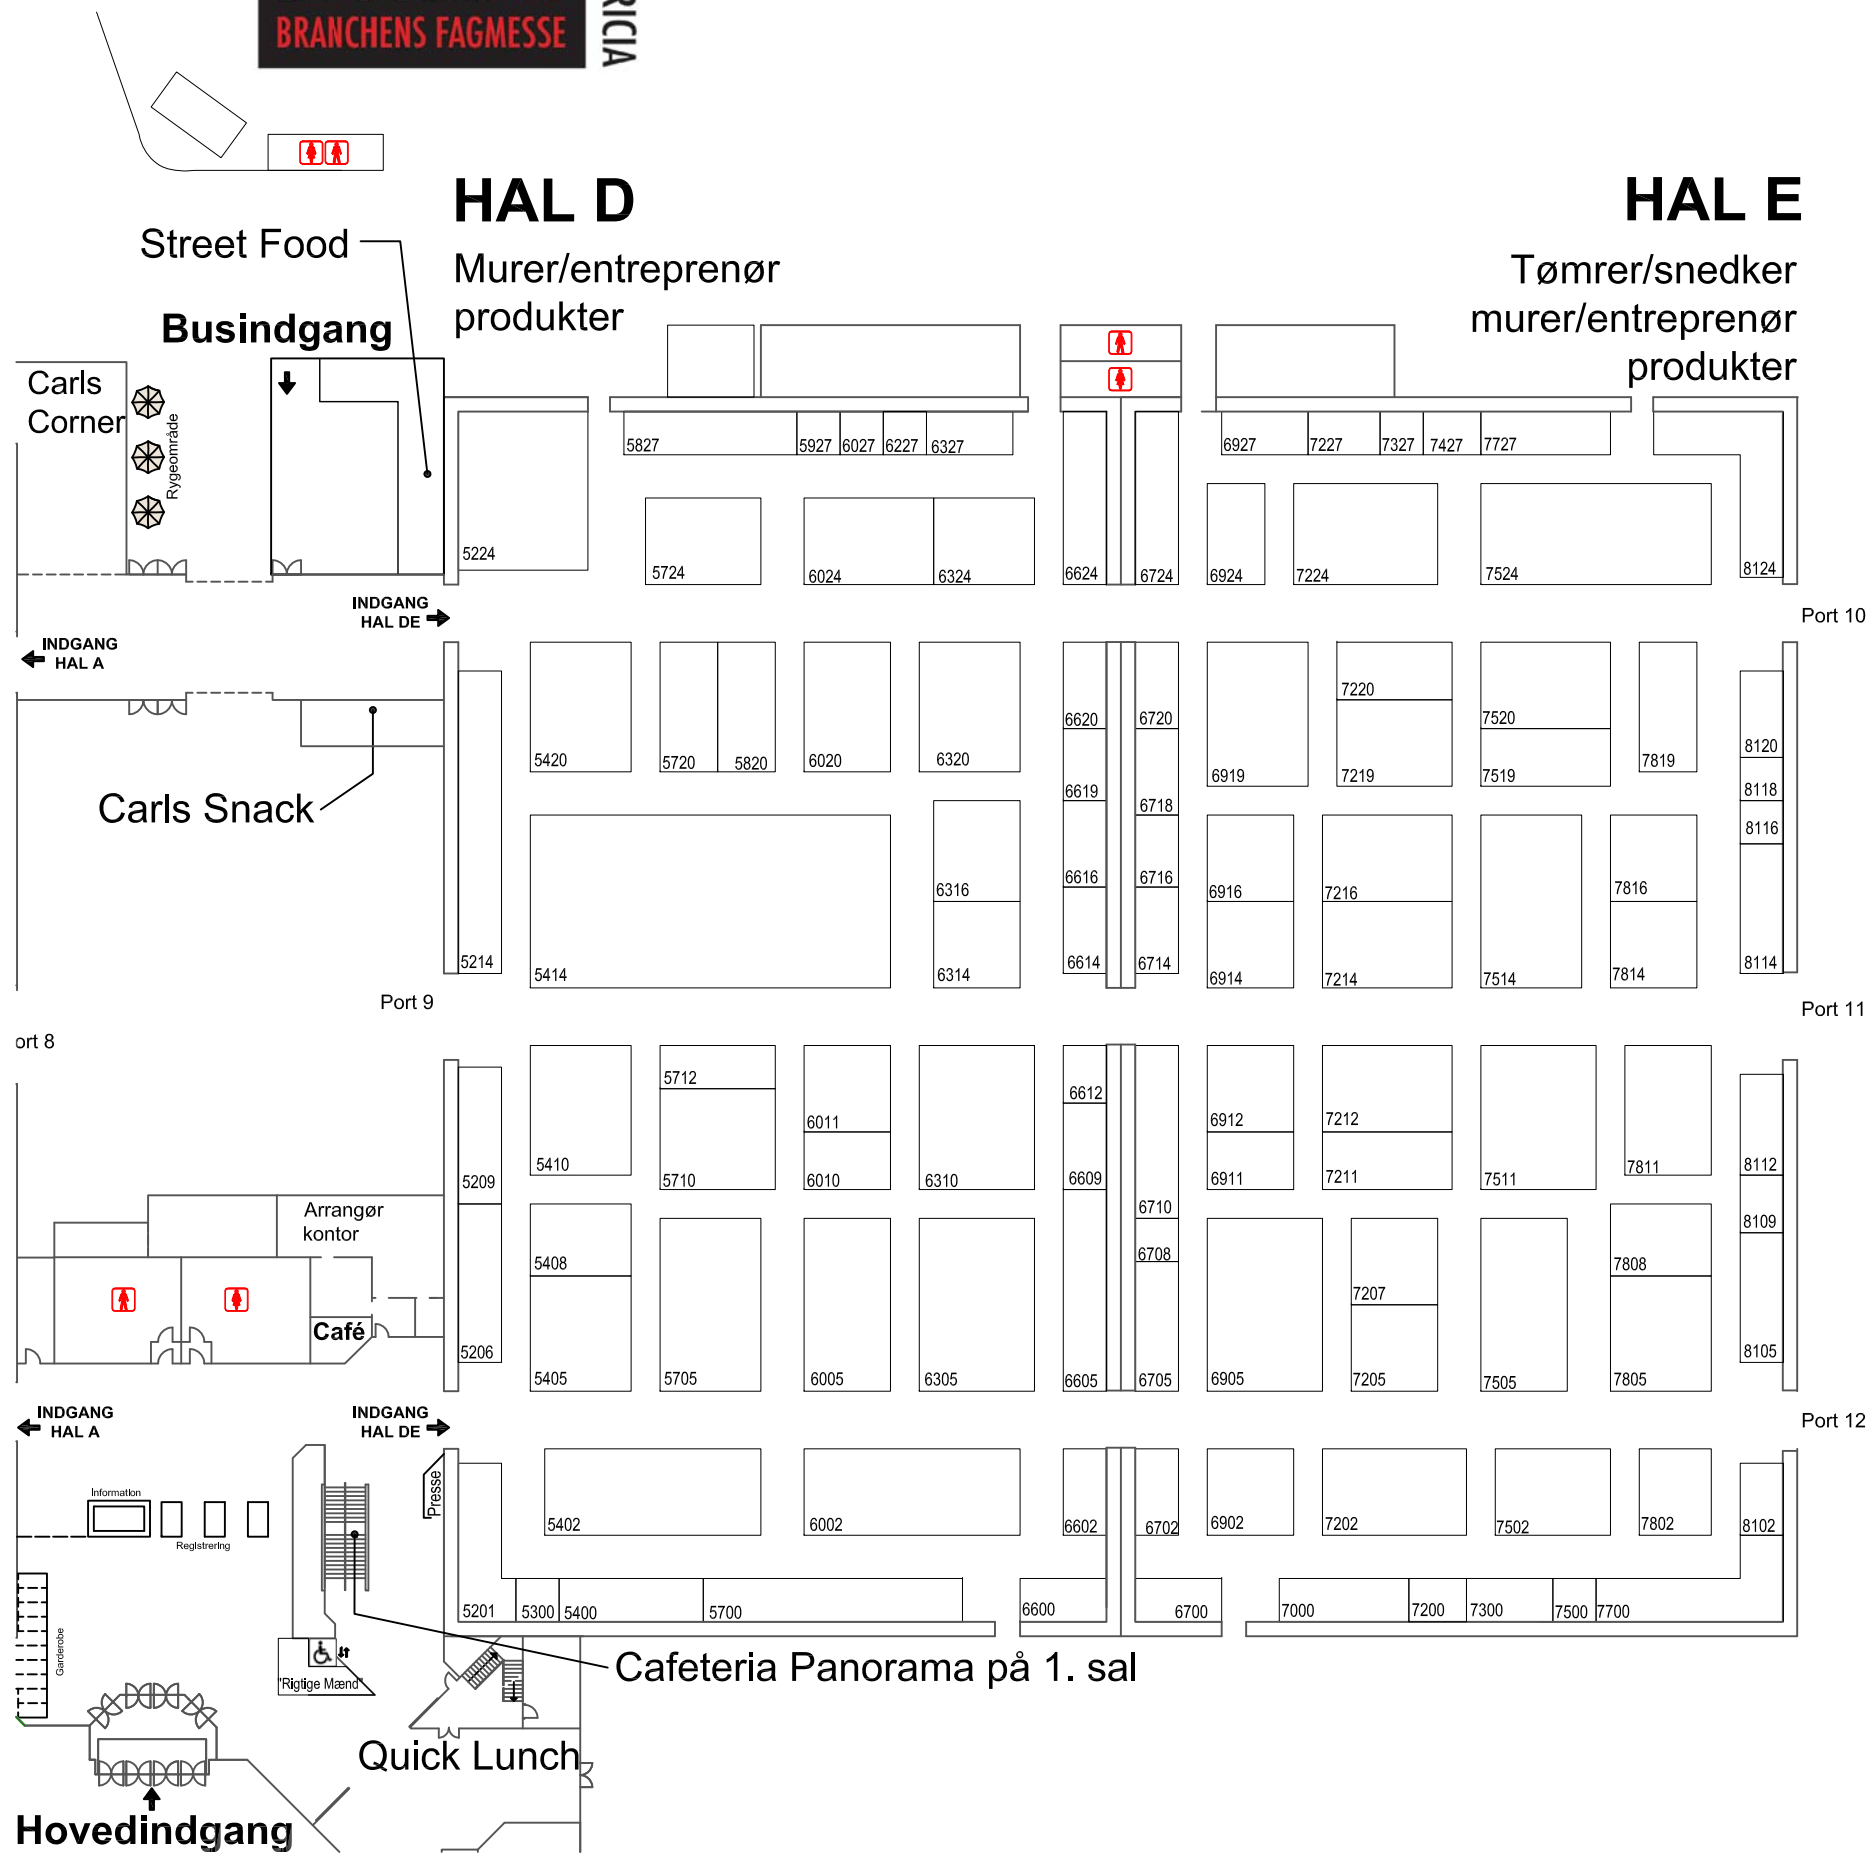 BRANCHENS FAGMESSE
RICIA
HAL D
Murer/entreprenør
produkter
HAL E
Tømrer/snedker
murer/entreprenør
produkter
Street Food
Busindgang
Carls
Corner
Rygeområde
5827 5927 6027 6227 6327
6927 7227 7327 7427 7727
5224 5724 6024 6324 6624 6724 6924 7224 7524 8124
INDGANG
HAL DE
INDGANG
HAL A
Port 10
7220
6620 6720 7520
5420 5720 5820 6020 6320 6919 7219 7519 7819 8120
Carls Snack
6619 6718 8118
8116
6316 6616 6716 6916 7216 7816
5214 5414 6314 6614 6714 6914 7214 7514 7814 8114
Port 9
Port 11
ort 8
5712 6612
6011 6912 7212
5410 7811 8112
5209 5710 6010 6310 6609 6911 7211 7511
Arrangør
kontor
6710 8109
5408 6708 7808
7207
Café
5206 5405 5705 6005 6305 6605 6705 6905 7205 7505 7805 8105
INDGANG
HAL A
INDGANG
HAL DE
Port 12
Presse
Information
Registrering
5402 6002 6602 6702 6902 7202 7502 7802 8102
5201 5300 5400 5700 6600 6700 7000 7200 7300 7500 7700
Garderobe
"Rigtige Mænd"
Cafeteria Panorama på 1. sal
Quick Lunch
Hovedindgang